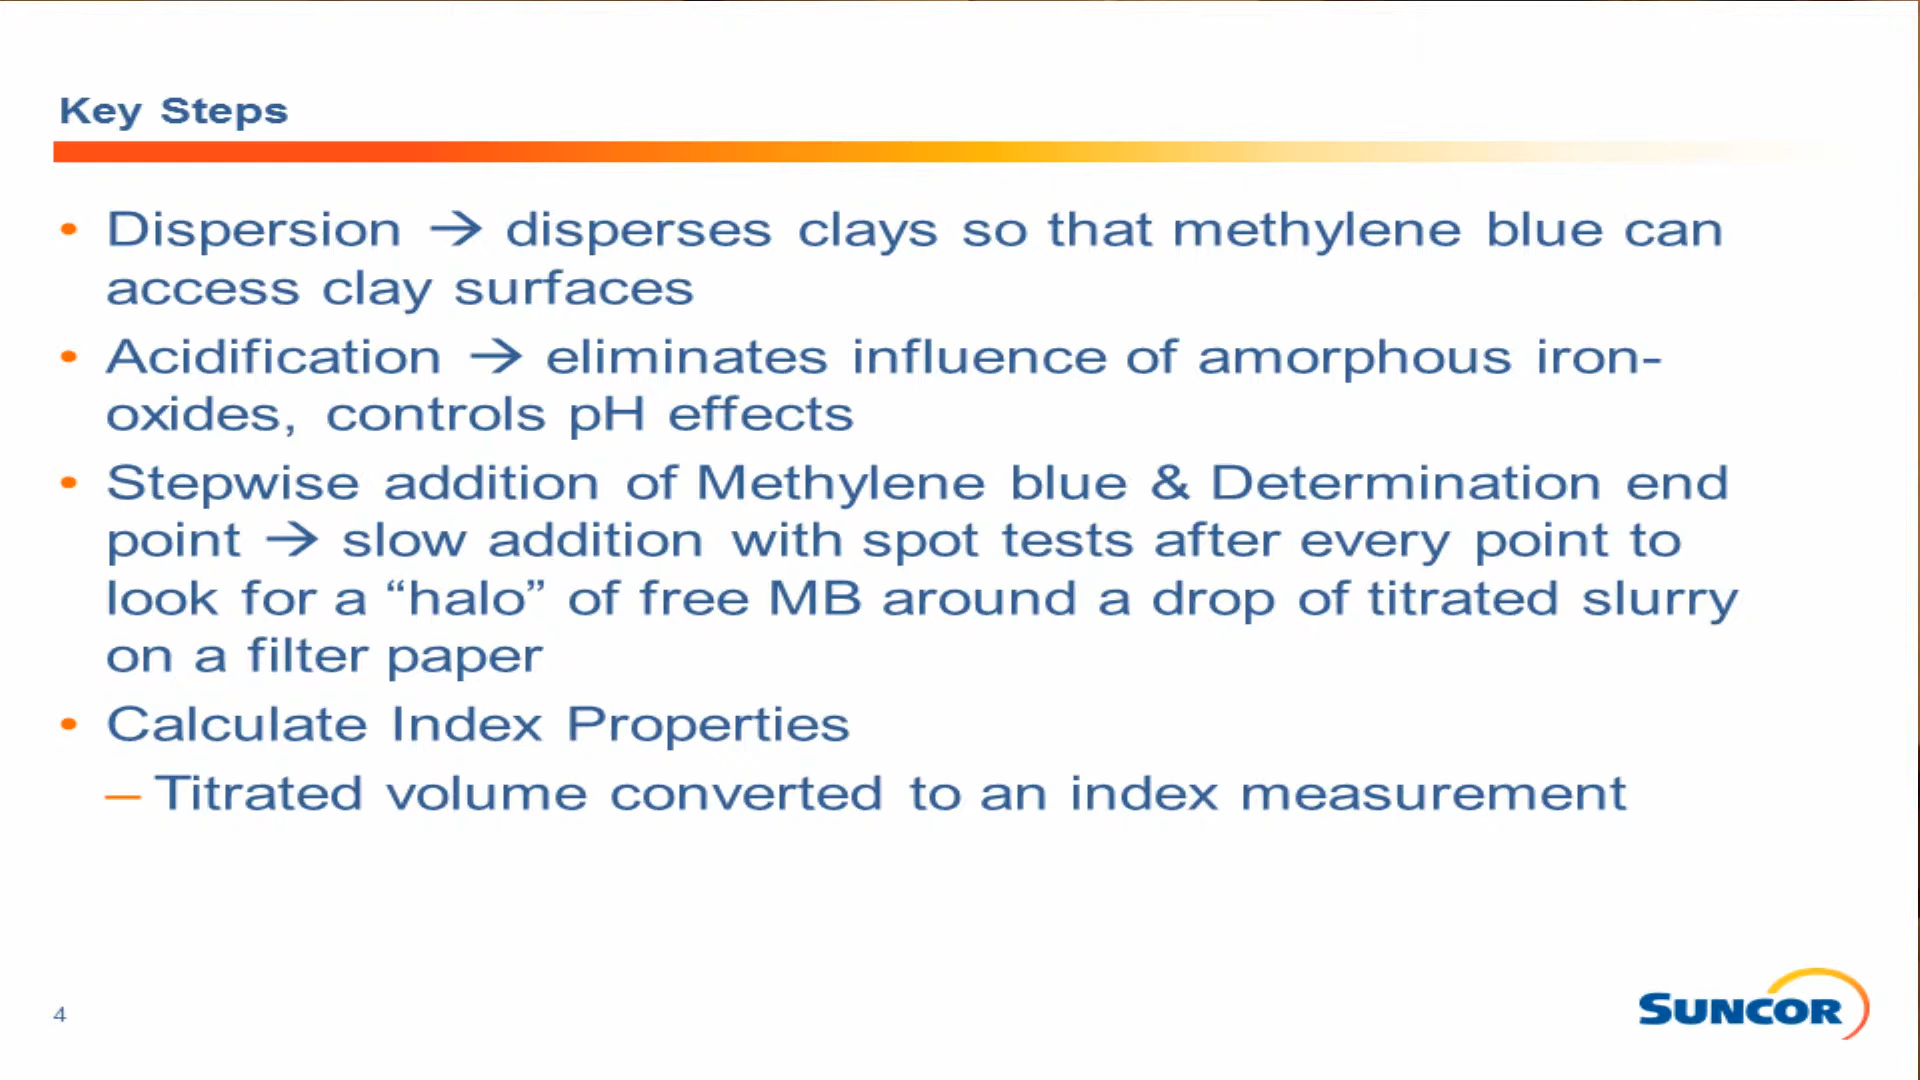 Key Steps
• Dispersion → disperses clays so that methylene blue can
access clay surfaces
• Acidification → eliminates influence of amorphous iron-
oxides, controls pH effects
• Stepwise addition of Methylene blue & Determination end
point → slow addition with spot tests after every point to
look for a “halo” of free MB around a drop of titrated slurry
on a filter paper
• Calculate Index Properties
– Titrated volume converted to an index measurement
4
SUNCOR